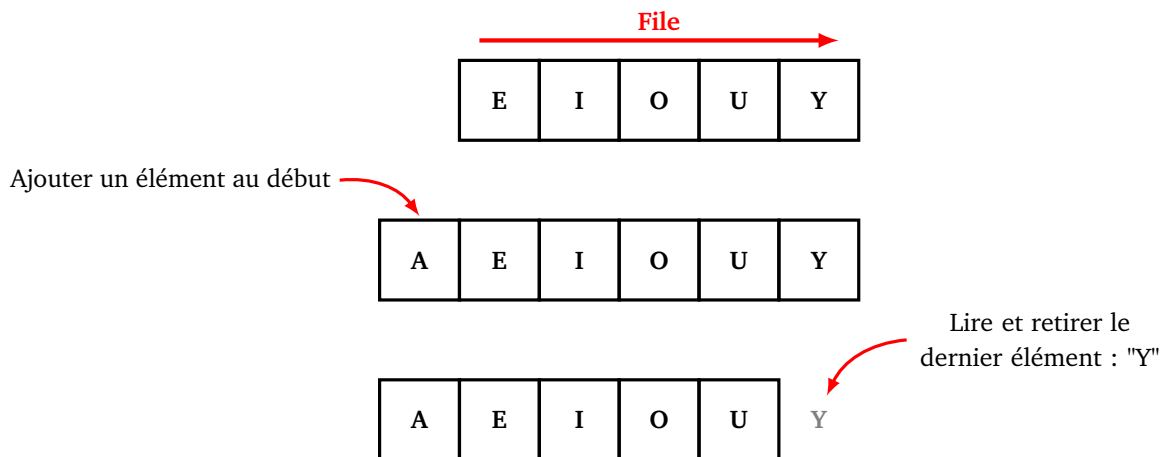 File
E I O U Y
Ajouter un élément au début
A E I O U Y
Lire et retirer le
dernier élément : "Y"
A E I O U Y